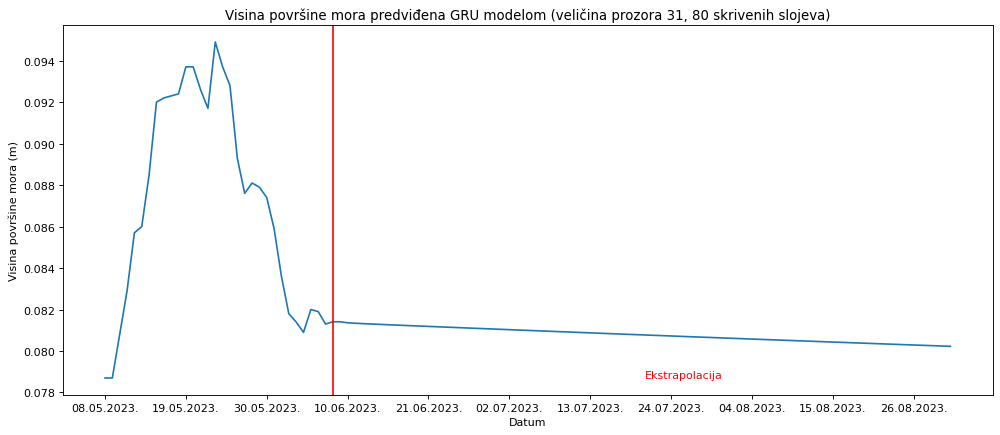 Visina površine mora predviđena GRU modelom (veličina prozora 31, 80 skrivenih slojeva)
Visina površine mora (m)
0.094
0.092
0.090
0.088
0.086
0.084
0.082
0.080
0.078
Ekstrapolacija
08.05.2023. 19.05.2023. 30.05.2023. 10.06.2023. 21.06.2023. 02.07.2023. 13.07.2023. 24.07.2023. 04.08.2023. 15.08.2023. 26.08.2023.
Datum